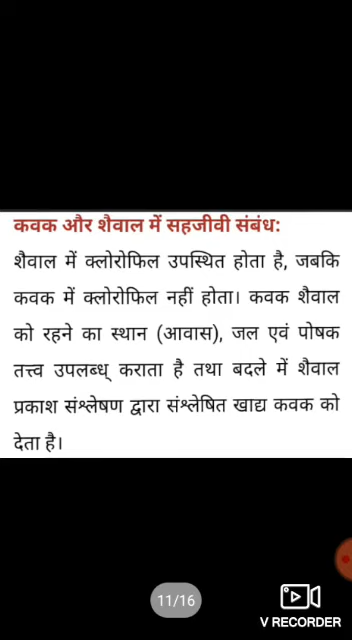 कवक और शैवाल में सहजीवी संबंध:
शैवाल में क्लोरोफिल उपस्थित होता है, जबकि
कवक में क्लोरोफिल नहीं होता। कवक शैवाल
को रहने का स्थान (आवास), जल एवं पोषक
तत्त्व उपलब्ध् कराता है तथा बदले में शैवाल
प्रकाश संश्लेषण द्वारा संश्लेषित खाद्य कवक को
देता है।
11/16
V RECORDER